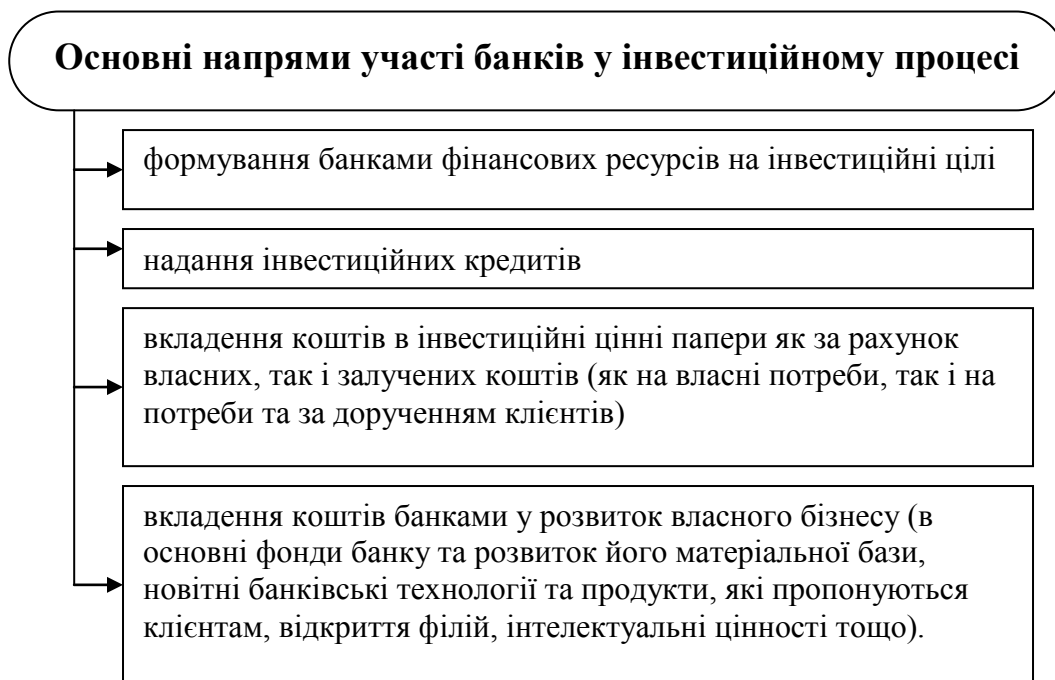 Основні напрями участі банків у інвестиційному процесі
формування банками фінансових ресурсів на інвестиційні цілі
надання інвестиційних кредитів
вкладення коштів в інвестиційні цінні папери як за рахунок
власних, так і залучених коштів (як на власні потреби, так і на
потреби та за дорученням клієнтів)
вкладення коштів банками у розвиток власного бізнесу (в
основні фонди банку та розвиток його матеріальної бази,
новітні банківські технології та продукти, які пропонуються
клієнтам, відкриття філій, інтелектуальні цінності тощо).